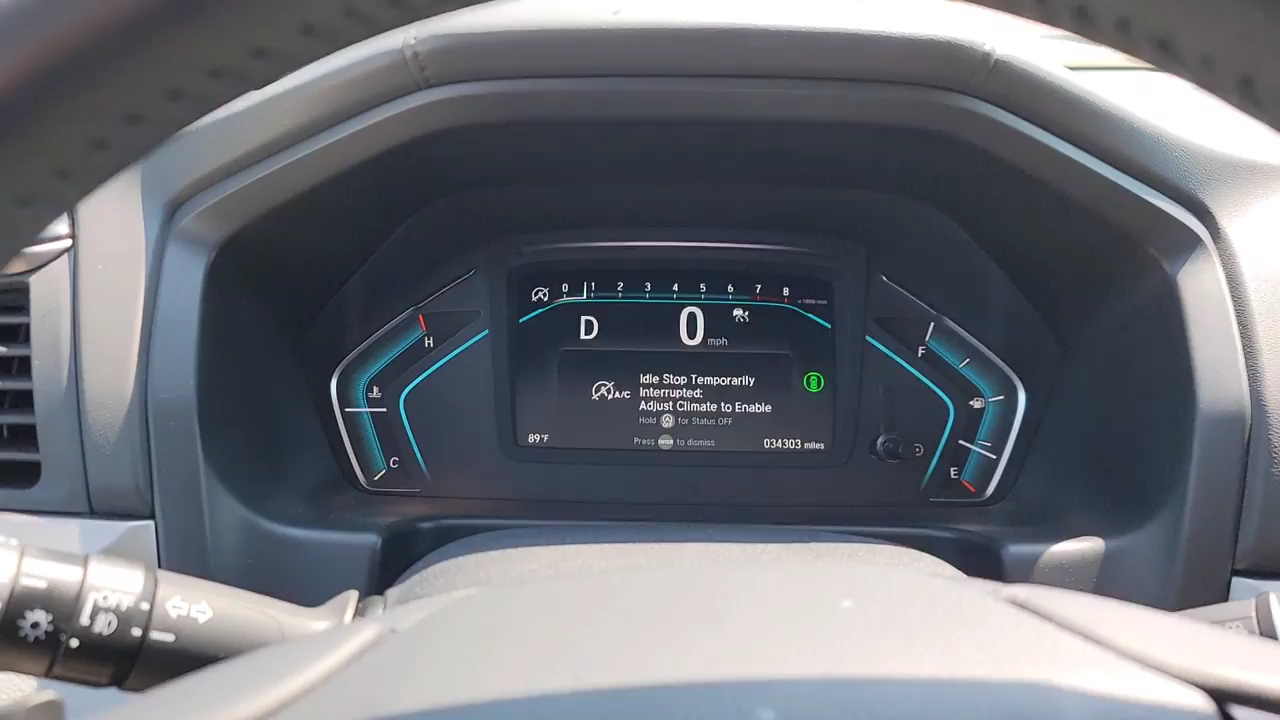 0 1 2 3 4 5 6 7 8
D 0 mph
H
F
Idle Stop Temporarily
Interrupted:
A/C
Adjust Climate to Enable
Hold A for Status OFF
Press ENTER to dismiss
89°F
034303 miles
C
E
OFF